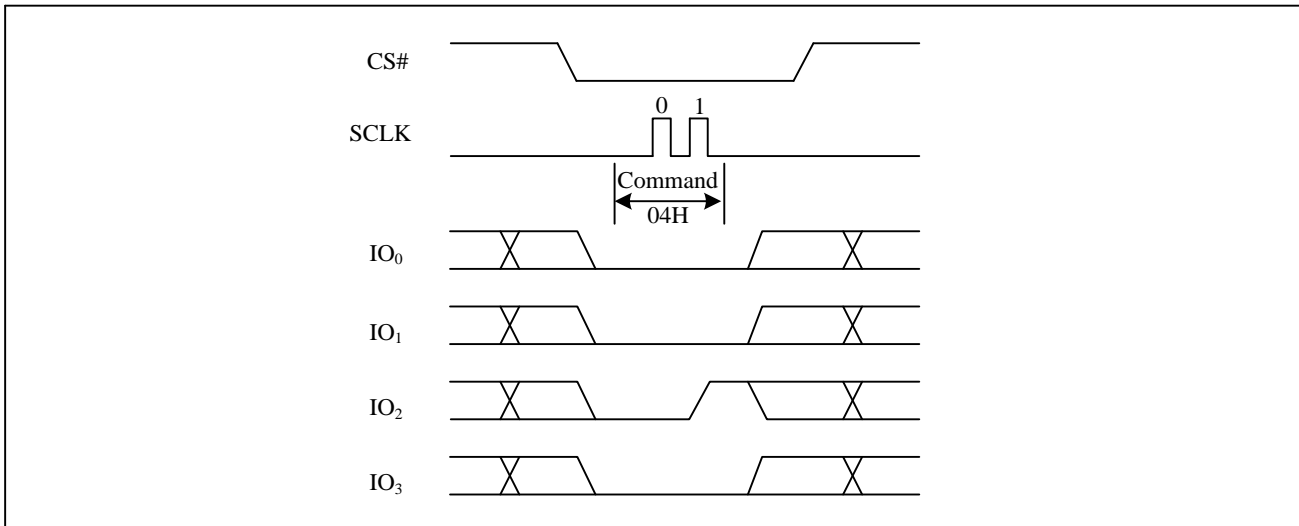 CS#
0 1
SCLK
Command
04H
IO₀
IO₁
IO₂
IO₃